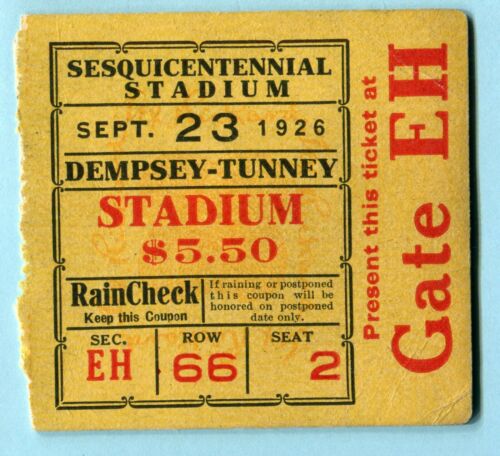 SESQUICENTENNIAL
STADIUM
SEPT. 23 1926
DEMPSEY-TUNNEY
STADIUM
$5.50
RainCheck
Keep this Coupon
If raining or postponed
this coupon will be
honored on postponed
date only.
SEC. ROW SEAT
EH 66 2
Present this ticket at
Gate EH